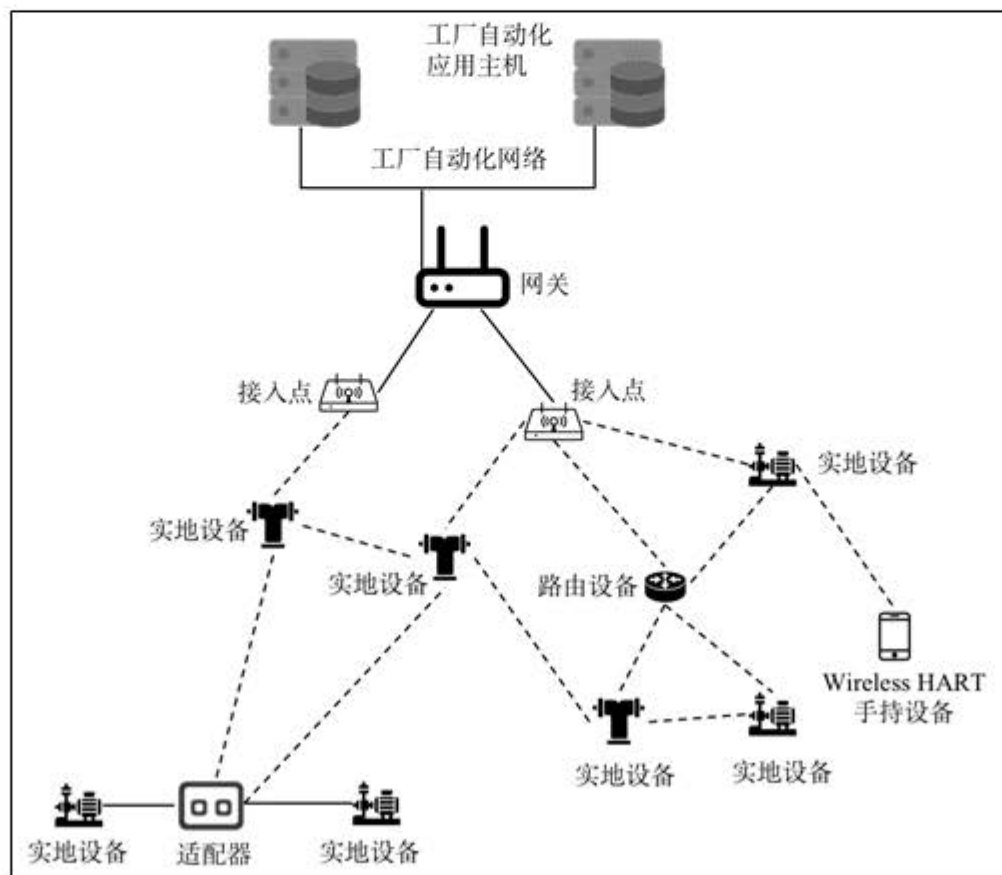 工厂自动化
应用主机
工厂自动化网络
网关
接入点
接入点
实地设备
实地设备
实地设备
路由设备
Wireless HART
手持设备
实地设备
实地设备
实地设备
适配器
实地设备